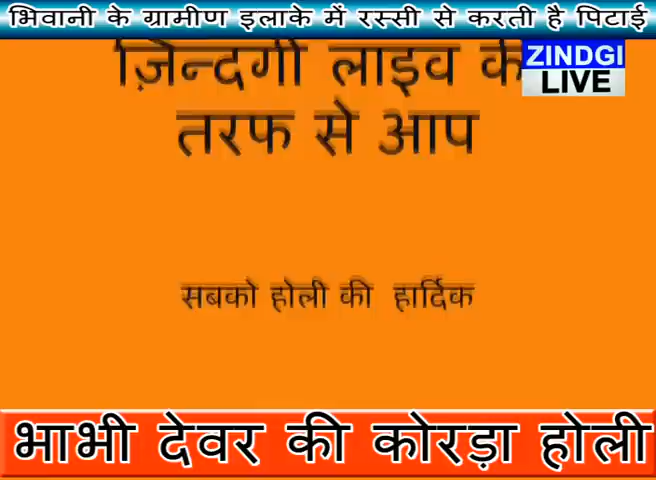 भिवानी के ग्रामीण इलाके में रस्सी से करती है पिटाई
ज़िन्दगी लाइव की
ZINDGI
LIVE
तरफ से आप
सबको होली की हार्दिक
भाभी देवर की कोरड़ा होली